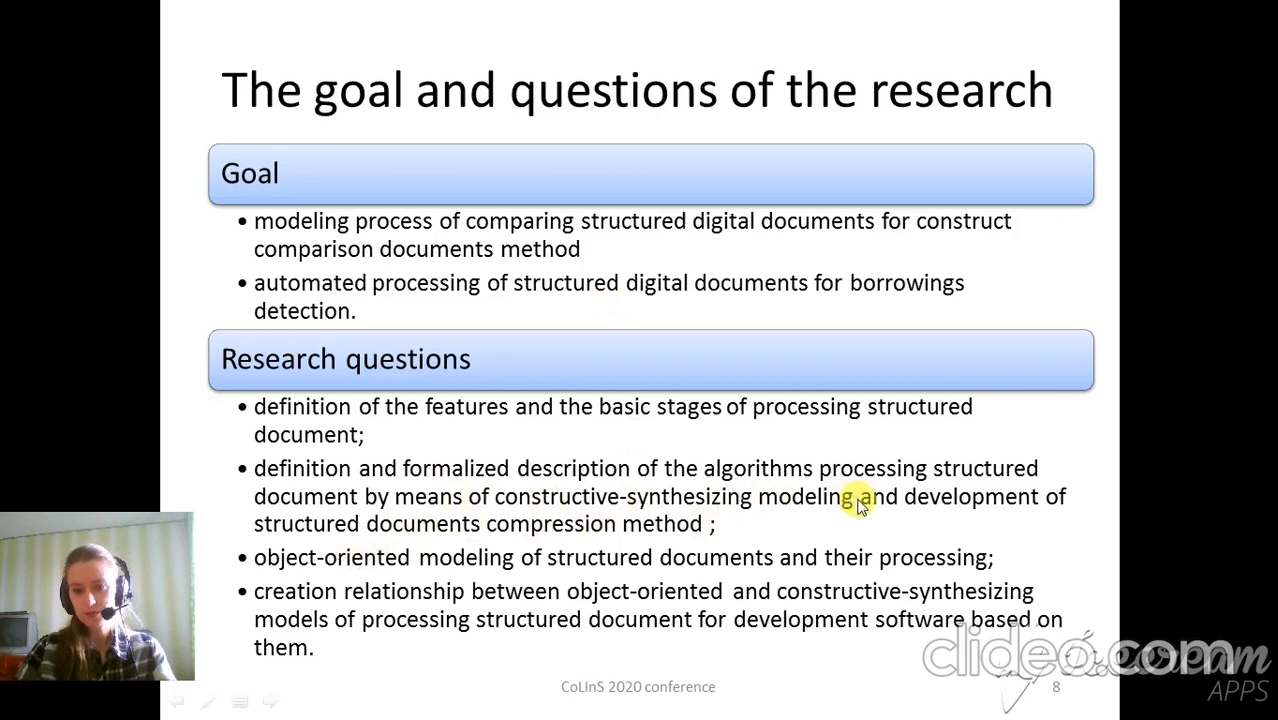 The goal and questions of the research
Goal
• modeling process of comparing structured digital documents for construct
comparison documents method
• automated processing of structured digital documents for borrowings
detection.
Research questions
• definition of the features and the basic stages of processing structured
document;
• definition and formalized description of the algorithms processing structured
document by means of constructive-synthesizing modeling and development of
structured documents compression method ;
• object-oriented modeling of structured documents and their processing;
• creation relationship between object-oriented and constructive-synthesizing
models of processing structured document for development software based on
them.
clideo.com
CoLInS 2020 conference
8
APPS